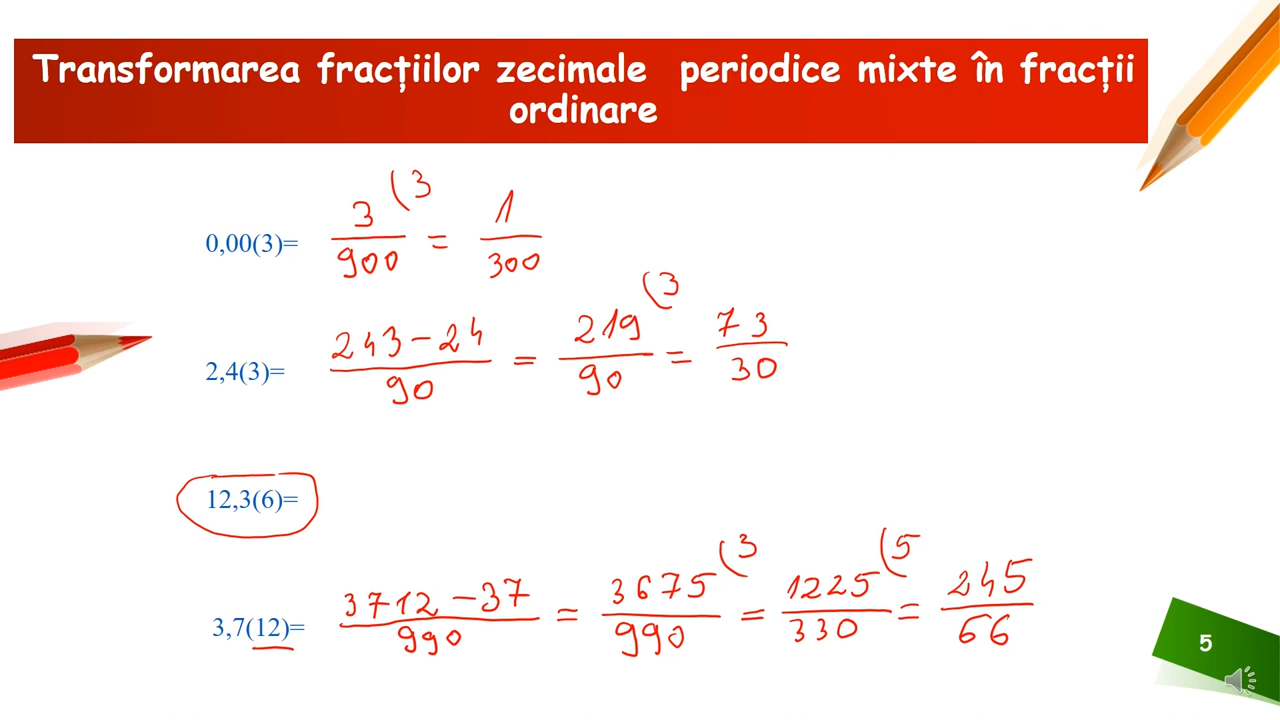 Transformarea fracțiilor zecimale periodice mixte în fracții
ordinare
0,00(3)= 3/900 (3 = 1/300
2,4(3)= 243-24/90 = 219/90 (3 = 73/30
12,3(6)=
3,7(12)= 3712-37/990 = 3675/990 (3 = 1225/330 (5 = 245/66
5